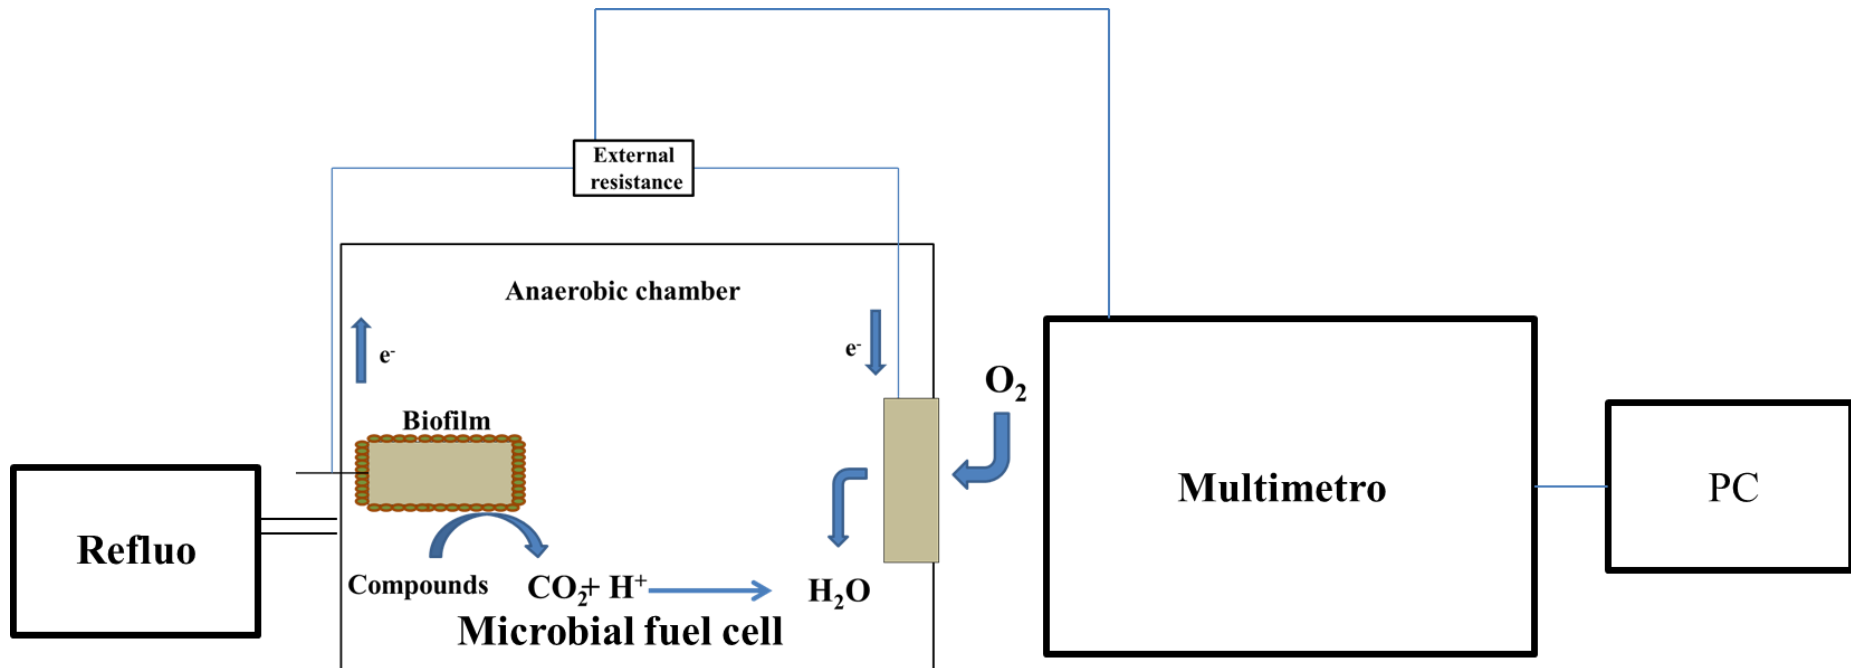 External
resistance
Anaerobic chamber
e-
e-
O2
Biofilm
Multimetro
PC
Refluo
Compounds
CO2+ H+
H2O
Microbial fuel cell